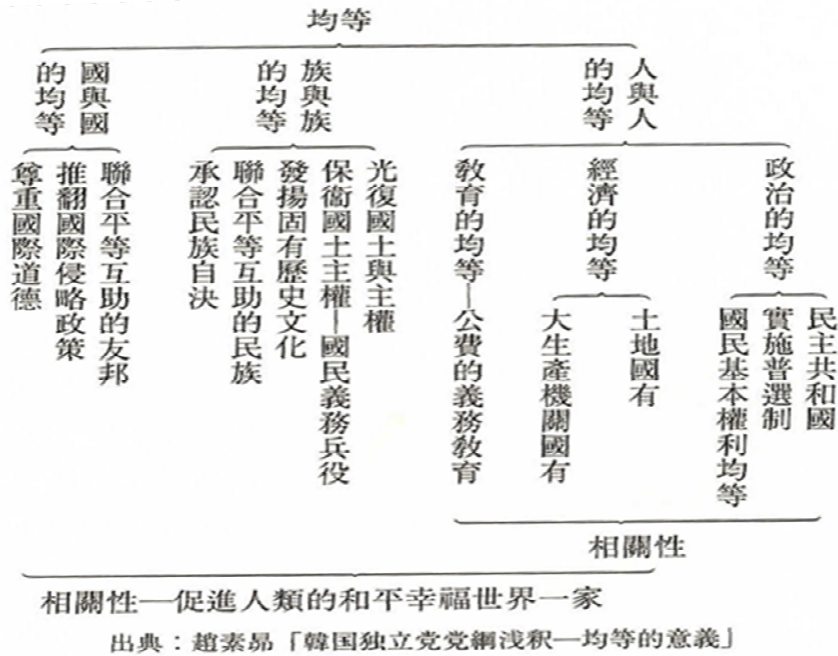 均等
人與人
的均等
政治的均等
民主共和國
實施普選制
國民基本權利均等
經濟的均等
土地國有
大生產機關國有
教育的均等—公費的義務教育
相關性
族與族
的均等
光復國土與主權
保衞國土主權—國民義務兵役
發揚固有歷史文化
聯合平等互助的民族
承認民族自決
國與國
的均等
聯合平等互助的友邦
推翻國際侵略政策
尊重國際道德
相關性—促進人類的和平幸福世界一家
出典：趙素昻「韓国独立党党綱浅釈—均等的意義」